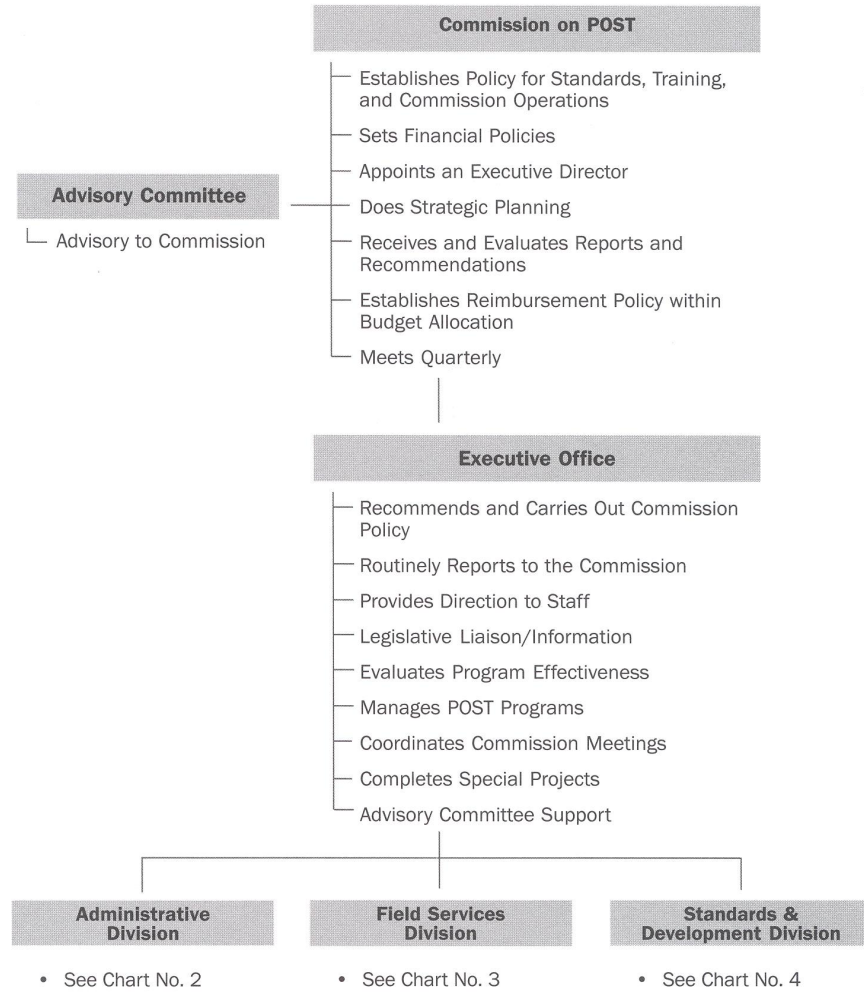 Commission on POST
Establishes Policy for Standards, Training,
and Commission Operations
Sets Financial Policies
Appoints an Executive Director
Advisory Committee
Does Strategic Planning
Advisory to Commission
Receives and Evaluates Reports and
Recommendations
Establishes Reimbursement Policy within
Budget Allocation
Meets Quarterly
Executive Office
Recommends and Carries Out Commission
Policy
Routinely Reports to the Commission
Provides Direction to Staff
Legislative Liaison/Information
Evaluates Program Effectiveness
Manages POST Programs
Coordinates Commission Meetings
Completes Special Projects
Advisory Committee Support
Administrative
Division
• See Chart No. 2
Field Services
Division
• See Chart No. 3
Standards &
Development Division
• See Chart No. 4